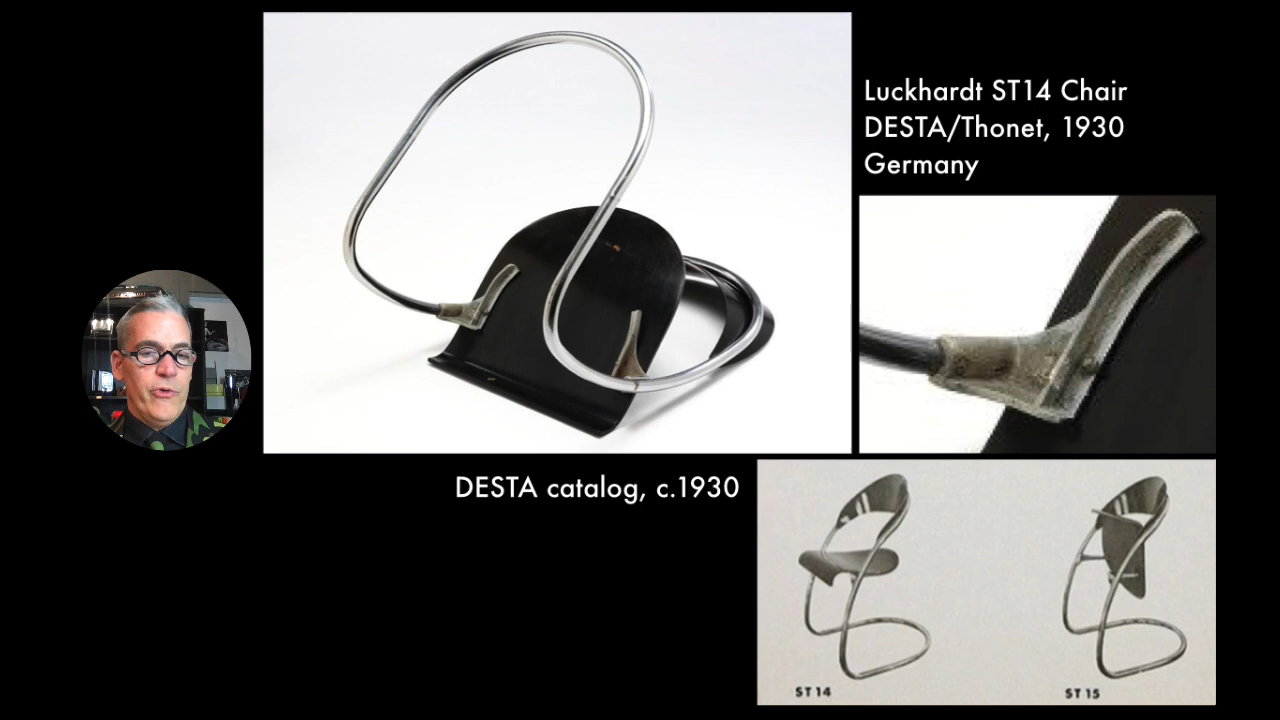 Luckhardt ST14 Chair
DESTA/Thonet, 1930
Germany
DESTA catalog, c.1930
ST 14
ST 15